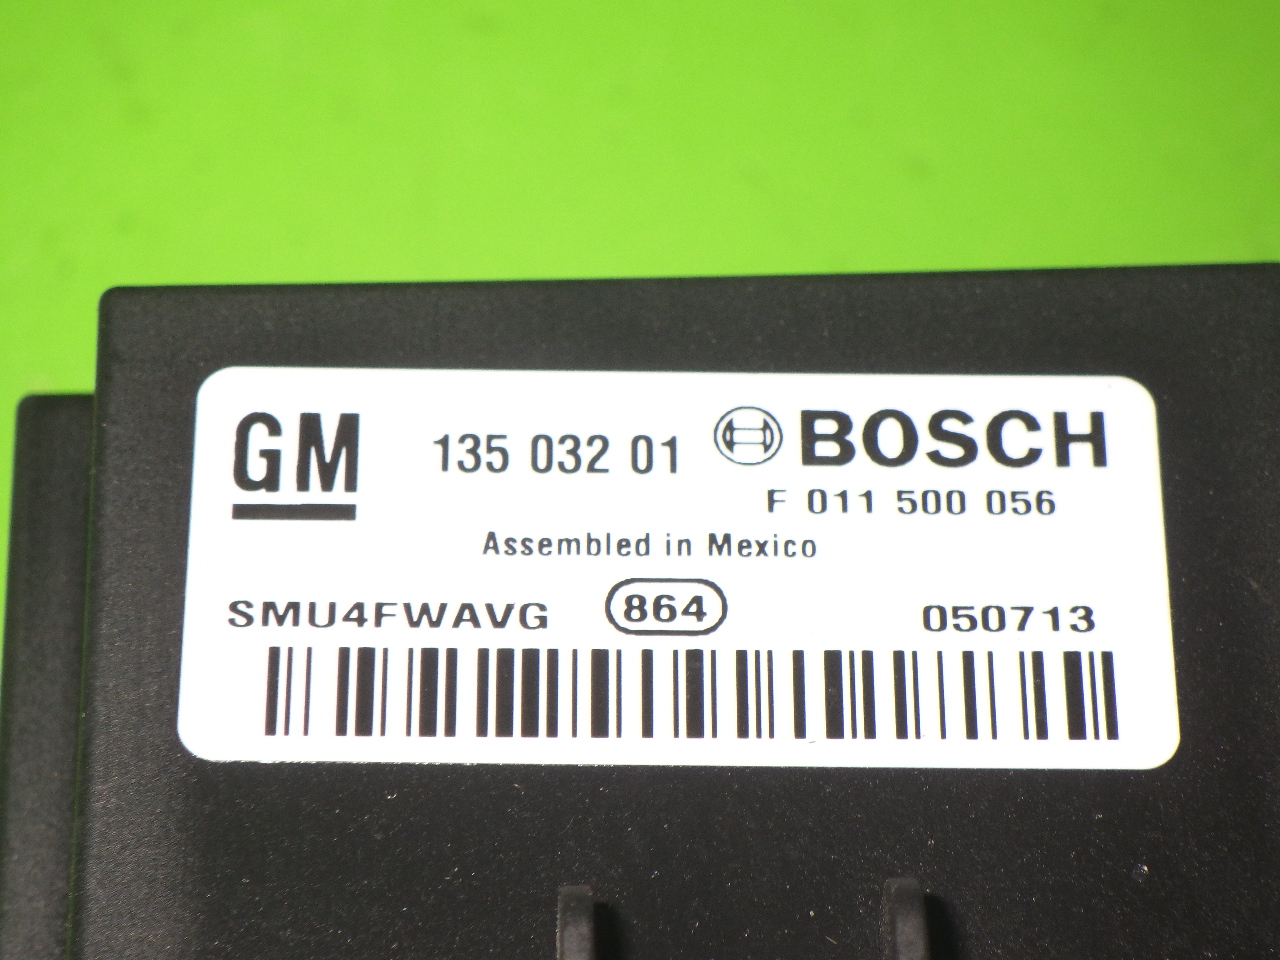 GM 135 032 01 BOSCH
F 011 500 056
Assembled in Mexico
SMU4FWAVG 864 050713